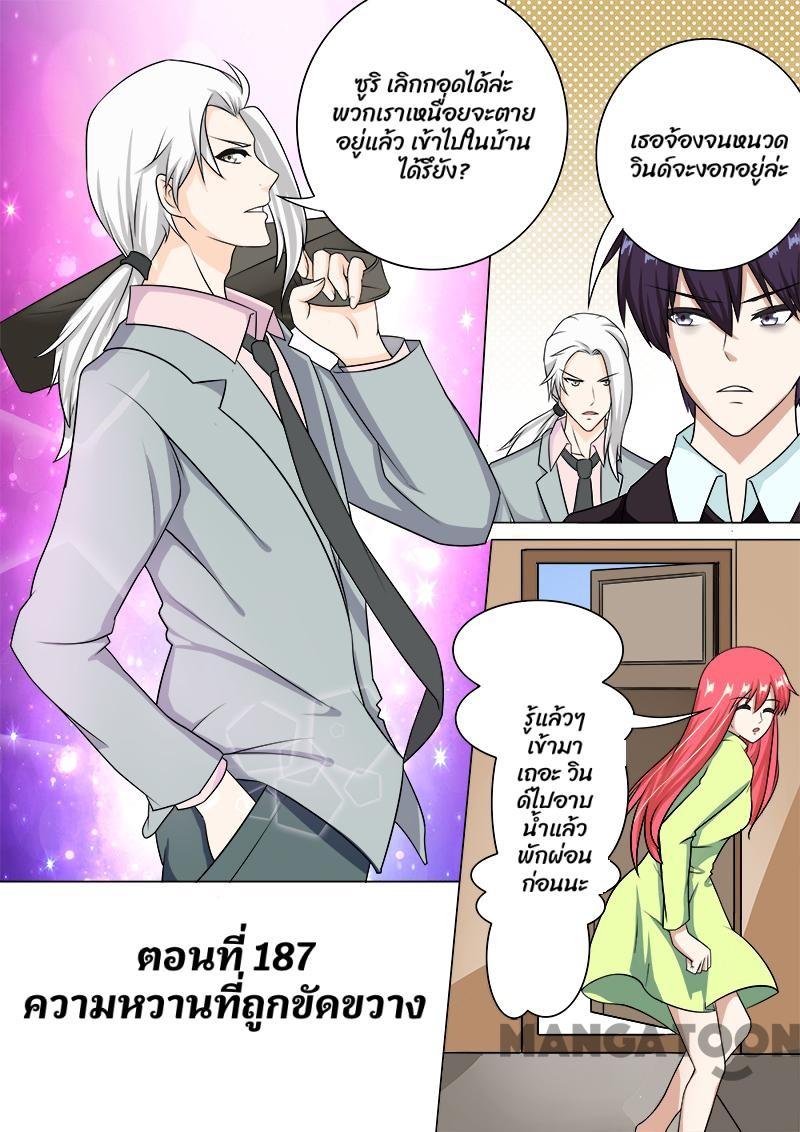 ซูริ เลิกกอดได้ล่ะ
พวกเราเหนื่อยจะตาย
อยู่แล้ว เข้าไปในบ้าน
ได้รึยัง?
เธอจ้องจนหนวด
วินด์จะงอกอยู่ล่ะ
รู้แล้วๆ
เข้ามา
เถอะ วิน
ด์ไปอาบ
น้ำแล้ว
พักผ่อน
ก่อนนะ
ตอนที่ 187
ความหวานที่ถูกขัดขวาง
MANGATOON